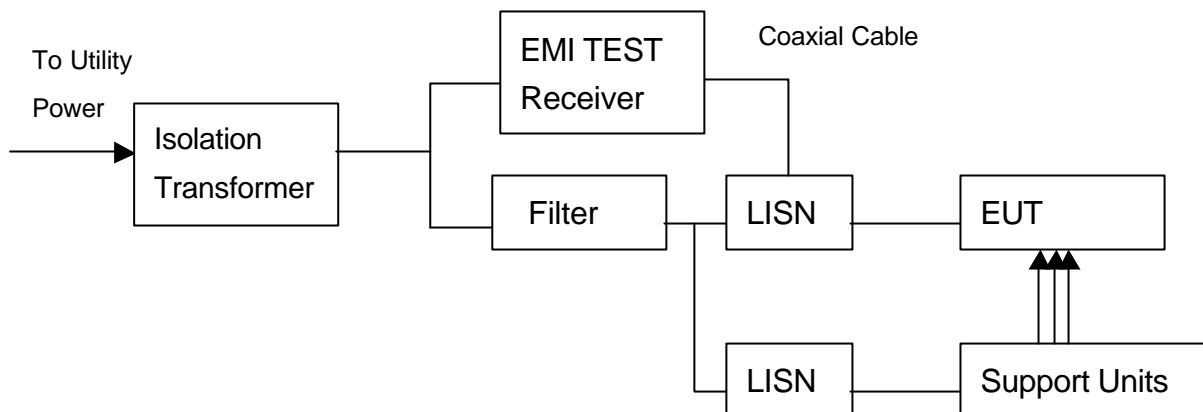 To Utility
Power
Isolation
Transformer
EMI TEST
Receiver
Coaxial Cable
Filter
LISN
EUT
LISN
Support Units